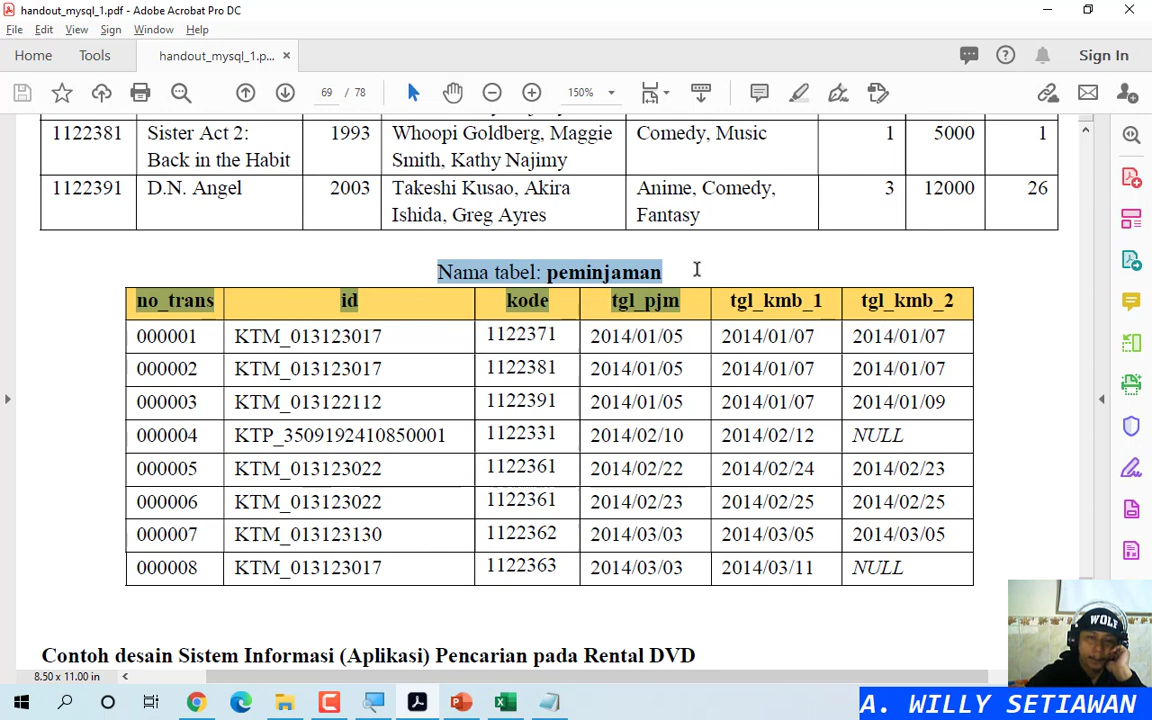 handout_mysql_1.pdf - Adobe Acrobat Pro DC
File Edit View Sign Window Help
Home Tools handout_mysql_1.p... ×
Sign In
69 / 78
150%
1122381 Sister Act 2: 1993 Whoopi Goldberg, Maggie Comedy, Music 1 5000 1
Back in the Habit Smith, Kathy Najimy
1122391 D.N. Angel 2003 Takeshi Kusao, Akira Anime, Comedy, 3 12000 26
Ishida, Greg Ayres Fantasy
Nama tabel: peminjaman
no_trans id kode tgl_pjm tgl_kmb_1 tgl_kmb_2
000001 KTM_013123017 1122371 2014/01/05 2014/01/07 2014/01/07
000002 KTM_013123017 1122381 2014/01/05 2014/01/07 2014/01/07
000003 KTM_013122112 1122391 2014/01/05 2014/01/07 2014/01/09
000004 KTP_3509192410850001 1122331 2014/02/10 2014/02/12 NULL
000005 KTM_013123022 1122361 2014/02/22 2014/02/24 2014/02/23
000006 KTM_013123022 1122361 2014/02/23 2014/02/25 2014/02/25
000007 KTM_013123130 1122362 2014/03/03 2014/03/05 2014/03/05
000008 KTM_013123017 1122363 2014/03/03 2014/03/11 NULL
Contoh desain Sistem Informasi (Aplikasi) Pencarian pada Rental DVD
8.50 x 11.00 in
WOLF
A. WILLY SETIAWAN